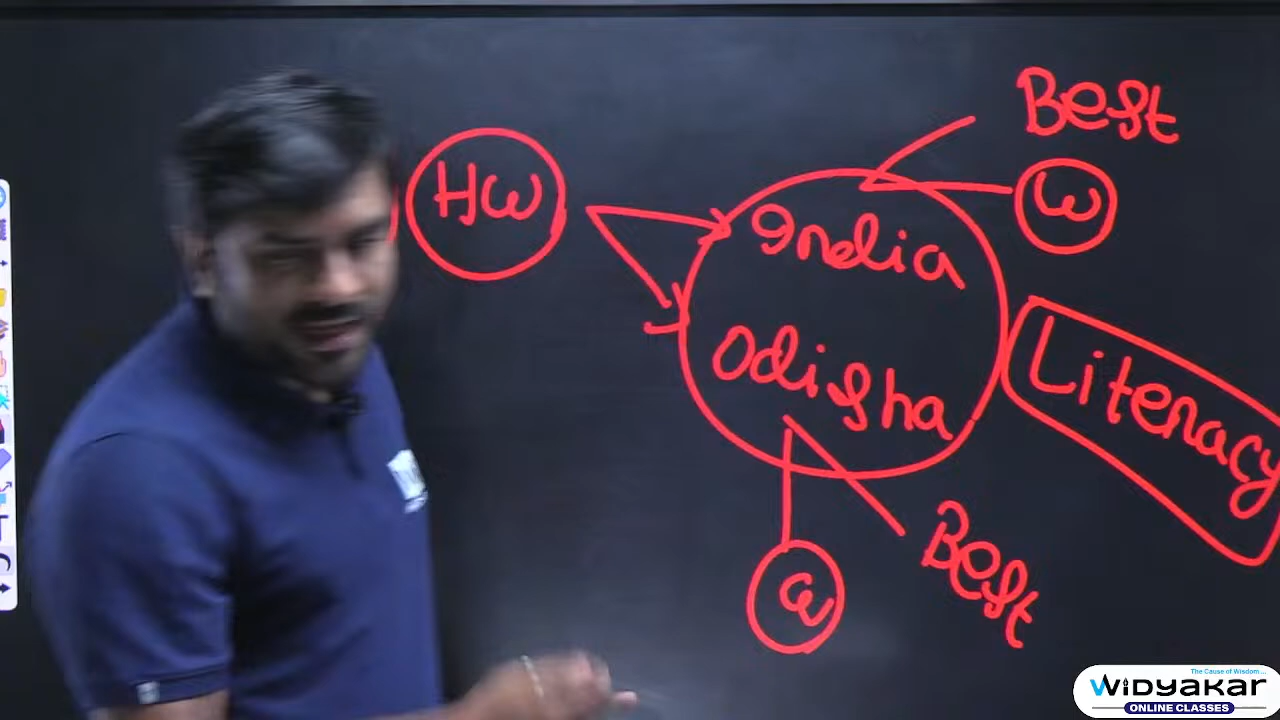 HW
Best
W
India
Odisha
Literacy
W
Best
The Cause of Wisdom...
WIDYAKAR
ONLINE CLASSES